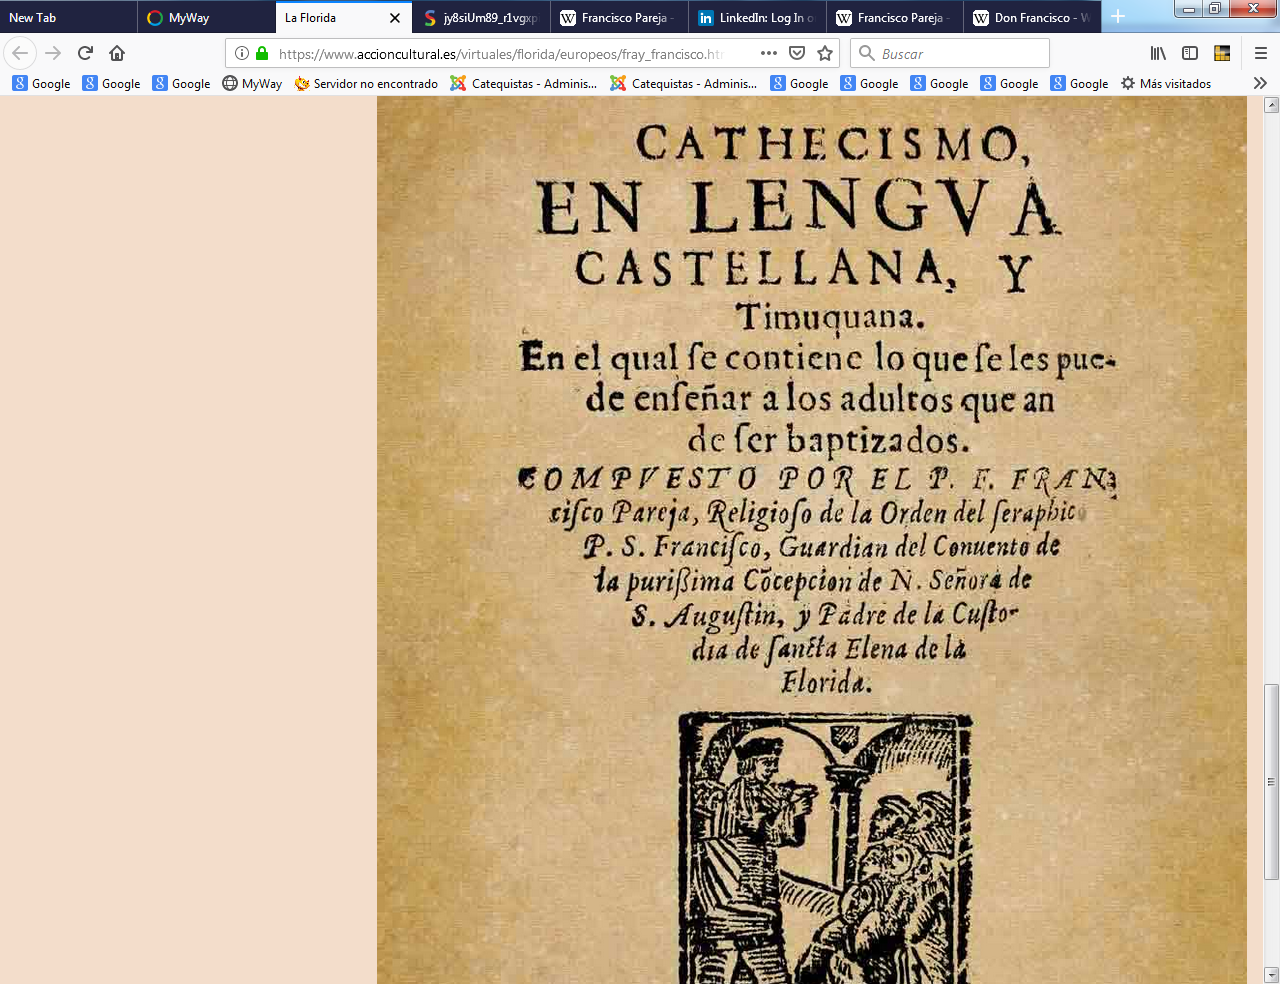 New Tab
MyWay
La Florida
jy8siUm89_r1vgxp
Francisco Pareja -
LinkedIn: Log In o
Francisco Pareja -
Don Francisco - W
https://www.accioncultural.es/virtuales/florida/europeos/fray_francisco.ht
Buscar
Google
Google
Google
MyWay
Servidor no encontrado
Catequistas - Adminis...
Catequistas - Adminis...
Google
Google
Google
Google
Google
Más visitados
CATHECISMO,
EN LENGVA
CASTELLANA, Y
Timuquana.
En el qual ſe contiene lo que ſe les pue-
de enſeñar a los adultos que an
de ſer baptizados.
COMPVESTO POR EL P. F. FRAN-
ciſco Pareja, Religioſo de la Orden del ſeraphico
P. S. Franciſco, Guardian del Conuento de
la purißima Cõcepcion de N. Señora de
S. Auguſtin, y Padre de la Cuſto-
dia de ſanƈta Elena de la
Florida.